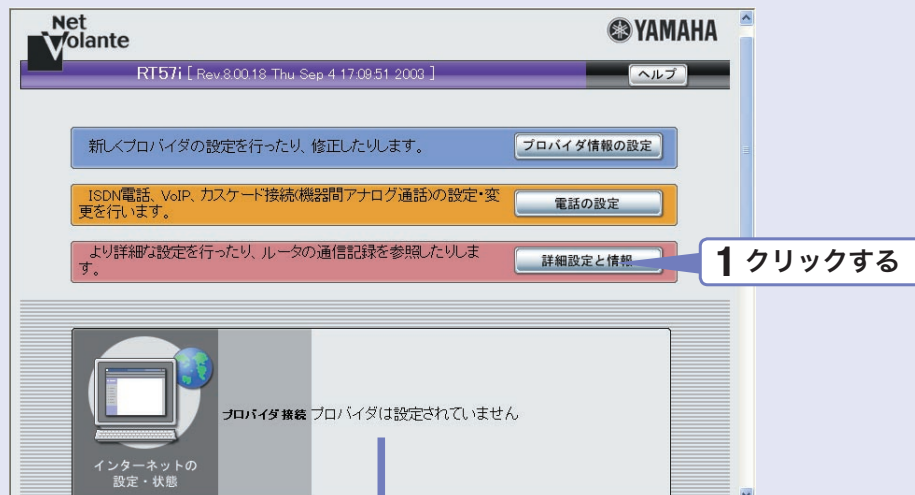 Net
Volante
YAMAHA
RT57i [ Rev.8.00.18 Thu Sep 4 17:09:51 2003 ]
ヘルプ
新しくプロバイダの設定を行ったり、修正したりします。
プロバイダ情報の設定
ISDN電話、VoIP、カスケード接続(機器間アナログ通話)の設定・変
更を行います。
電話の設定
より詳細な設定を行ったり、ルータの通信記録を参照したりしま
す。
詳細設定と情報
1 クリックする
プロバイダ接続 プロバイダは設定されていません
インターネットの
設定・状態